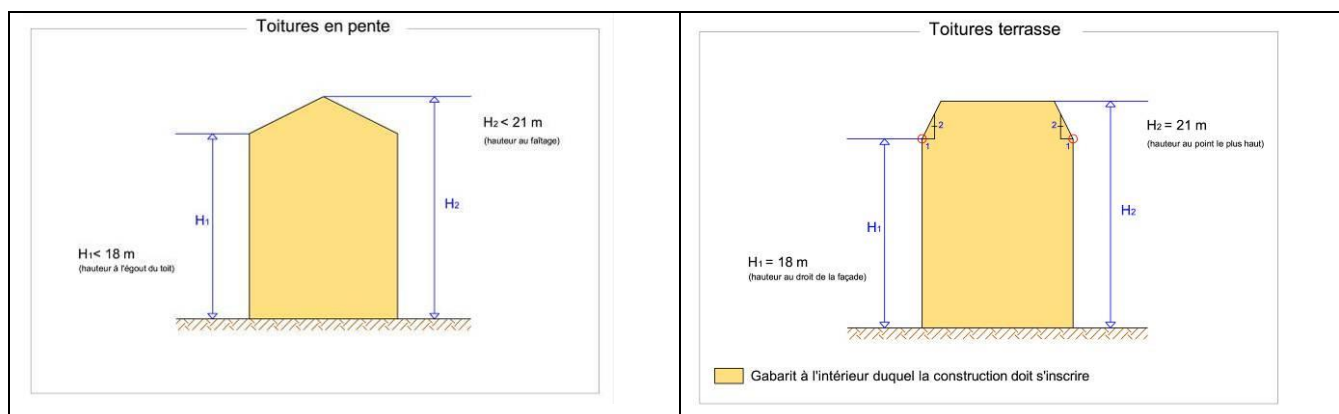 Toitures en pente
H2 < 21 m
(hauteur au faîtage)
H1
H2
H1< 18 m
(hauteur à l'égout du toit)
Toitures terrasse
2
2
1
1
H2 = 21 m
(hauteur au point le plus haut)
H1
H2
H1 = 18 m
(hauteur au droit de la façade)
Gabarit à l'intérieur duquel la construction doit s'inscrire